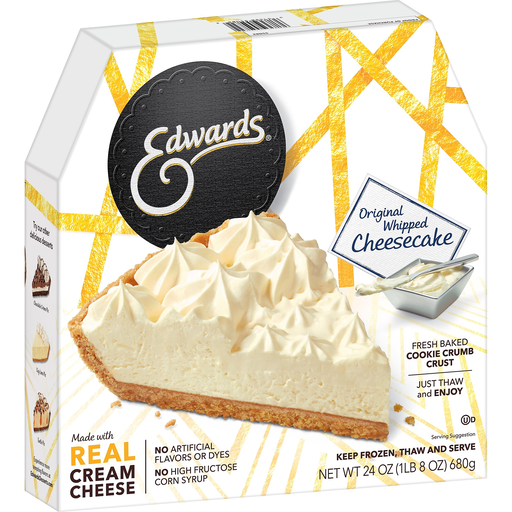 Edwards®
Original
Whipped
Cheesecake
Try our other
delicious desserts
FRESH BAKED
COOKIE CRUMB
CRUST
JUST THAW
and ENJOY
UD
Serving Suggestion
Made with
REAL
CREAM
CHEESE
NO ARTIFICIAL
FLAVORS OR DYES
NO HIGH FRUCTOSE
CORN SYRUP
KEEP FROZEN, THAW AND SERVE
NET WT 24 OZ (1LB 8 OZ) 680g